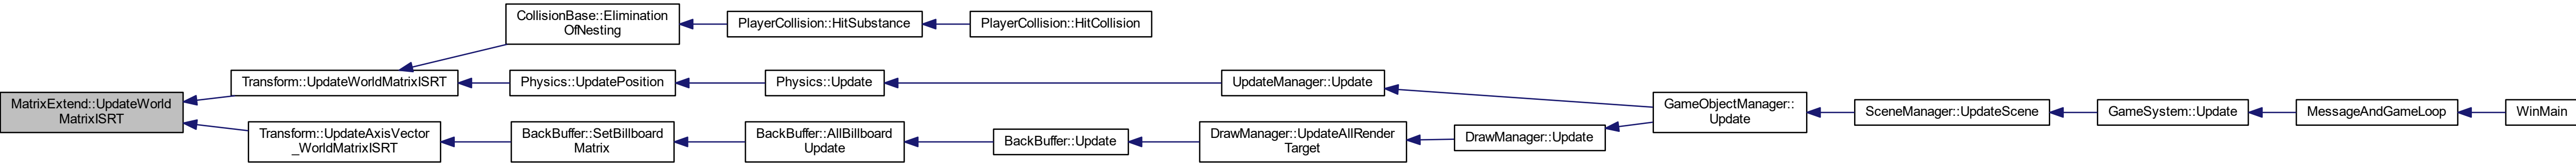 CollisionBase::Elimination
OfNesting
PlayerCollision::HitSubstance
PlayerCollision::HitCollision
Transform::UpdateWorldMatrixISRT
Physics::UpdatePosition
Physics::Update
UpdateManager::Update
MatrixExtend::UpdateWorld
MatrixISRT
GameObjectManager::
Update
SceneManager::UpdateScene
GameSystem::Update
MessageAndGameLoop
WinMain
Transform::UpdateAxisVector
_WorldMatrixISRT
BackBuffer::SetBillboard
Matrix
BackBuffer::AllBillboard
Update
BackBuffer::Update
DrawManager::UpdateAllRender
Target
DrawManager::Update